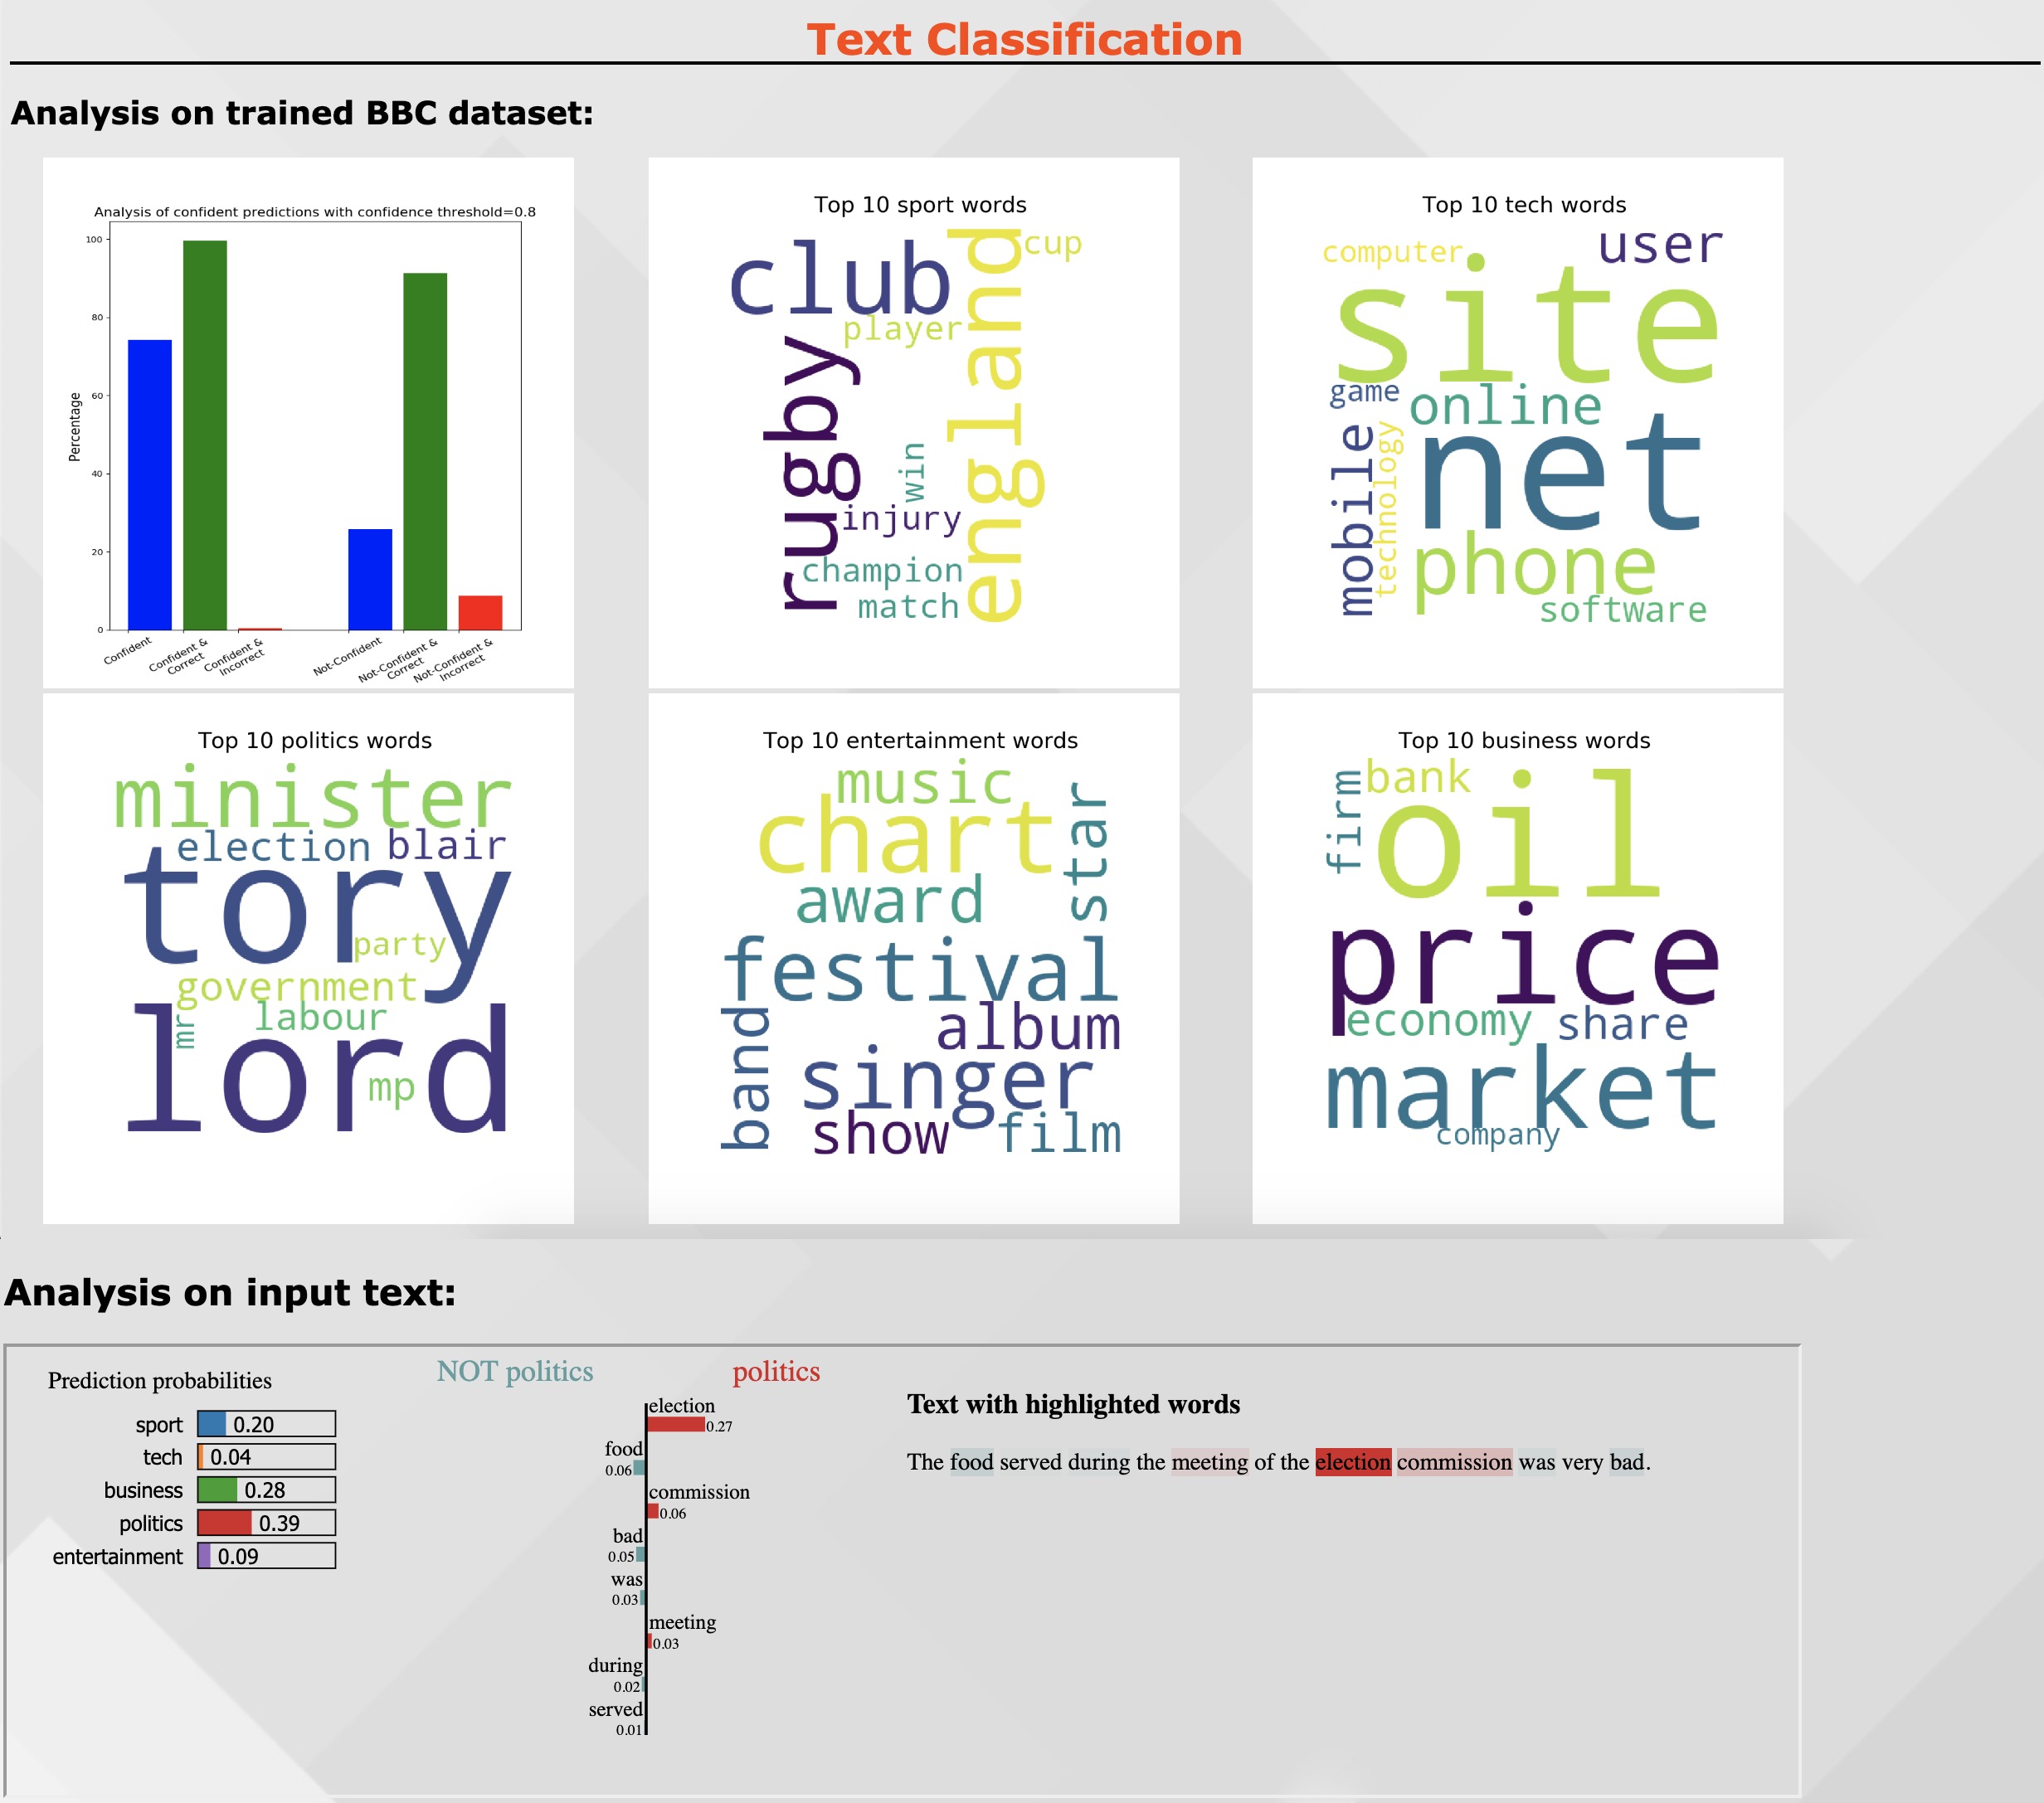 Text Classification
Analysis on trained BBC dataset:
Analysis of confident predictions with confidence threshold=0.8
Percentage
100
80
60
40
20
0
Confident
Confident &
Correct
Confident &
Incorrect
Not-Confident
Not-Confident &
Correct
Not-Confident &
Incorrect
Top 10 sport words
club
england
cup
player
rugby
win
injury
champion
match
Top 10 tech words
computer
user
site
game
online
mobile
technology
net
phone
software
Top 10 politics words
minister
election
blair
tory
party
government
mr
labour
lord
mp
Top 10 entertainment words
music
chart
star
award
festival
band
album
singer
show
film
Top 10 business words
firm
bank
oil
price
economy
share
market
company
Analysis on input text:
Prediction probabilities
sport 0.20
tech 0.04
business 0.28
politics 0.39
entertainment 0.09
NOT politics
politics
election
0.27
food
0.06
commission
0.06
bad
0.05
was
0.03
meeting
0.03
during
0.02
served
0.01
Text with highlighted words
The food served during the meeting of the election commission was very bad.